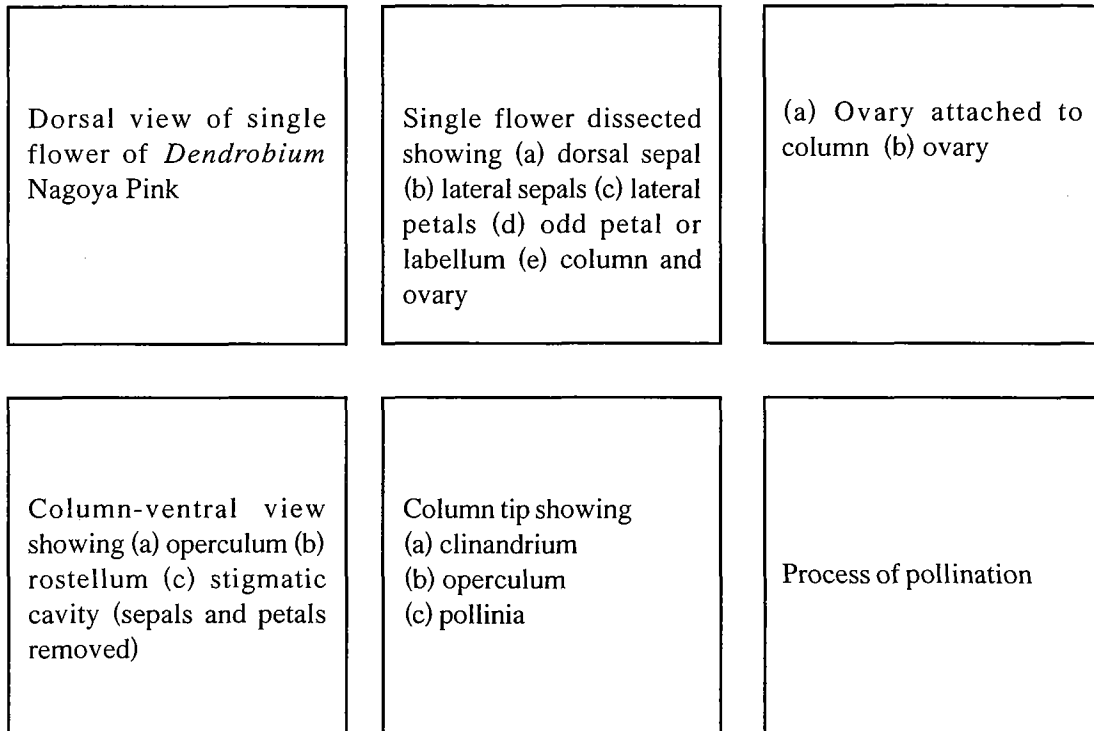 Dorsal view of single
flower of Dendrobium
Nagoya Pink
Single flower dissected
showing (a) dorsal sepal
(b) lateral sepals (c) lateral
petals (d) odd petal or
labellum (e) column and
ovary
(a) Ovary attached to
column (b) ovary
Column-ventral view
showing (a) operculum (b)
rostellum (c) stigmatic
cavity (sepals and petals
removed)
Column tip showing
(a) clinandrium
(b) operculum
(c) pollinia
Process of pollination